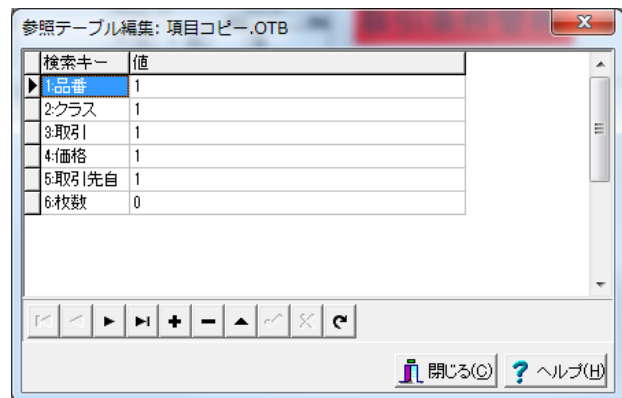 参照テーブル編集: 項目コピー.OTB
検索キー 値
1:品番 1
2:クラス 1
3:取引 1
4:価格 1
5:取引先自 1
6:枚数 0
閉じる(C) ヘルプ(H)